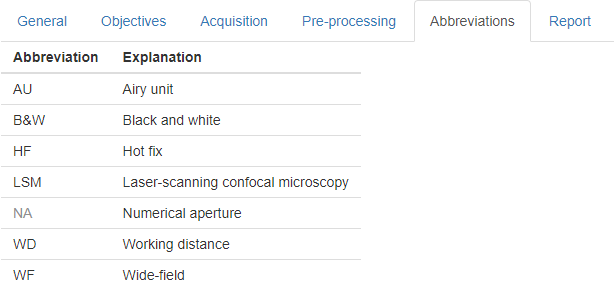 General Objectives Acquisition Pre-processing Abbreviations Report
Abbreviation Explanation
AU Airy unit
B&W Black and white
HF Hot fix
LSM Laser-scanning confocal microscopy
NA Numerical aperture
WD Working distance
WF Wide-field